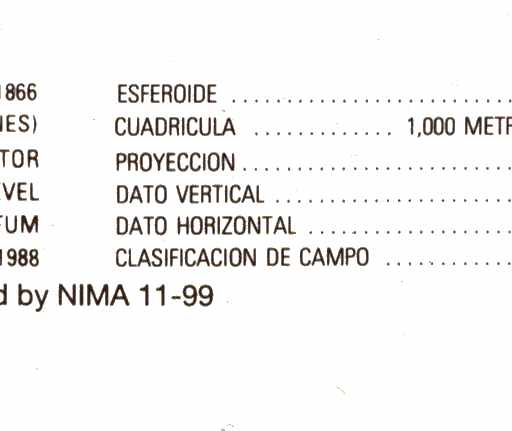 1866 ESFEROIDE ........................
NES) CUADRICULA ............. 1,000 METR
TOR PROYECCION ........................
EVEL DATO VERTICAL ........................
TUM DATO HORIZONTAL ........................
1988 CLASIFICACION DE CAMPO ............
d by NIMA 11-99